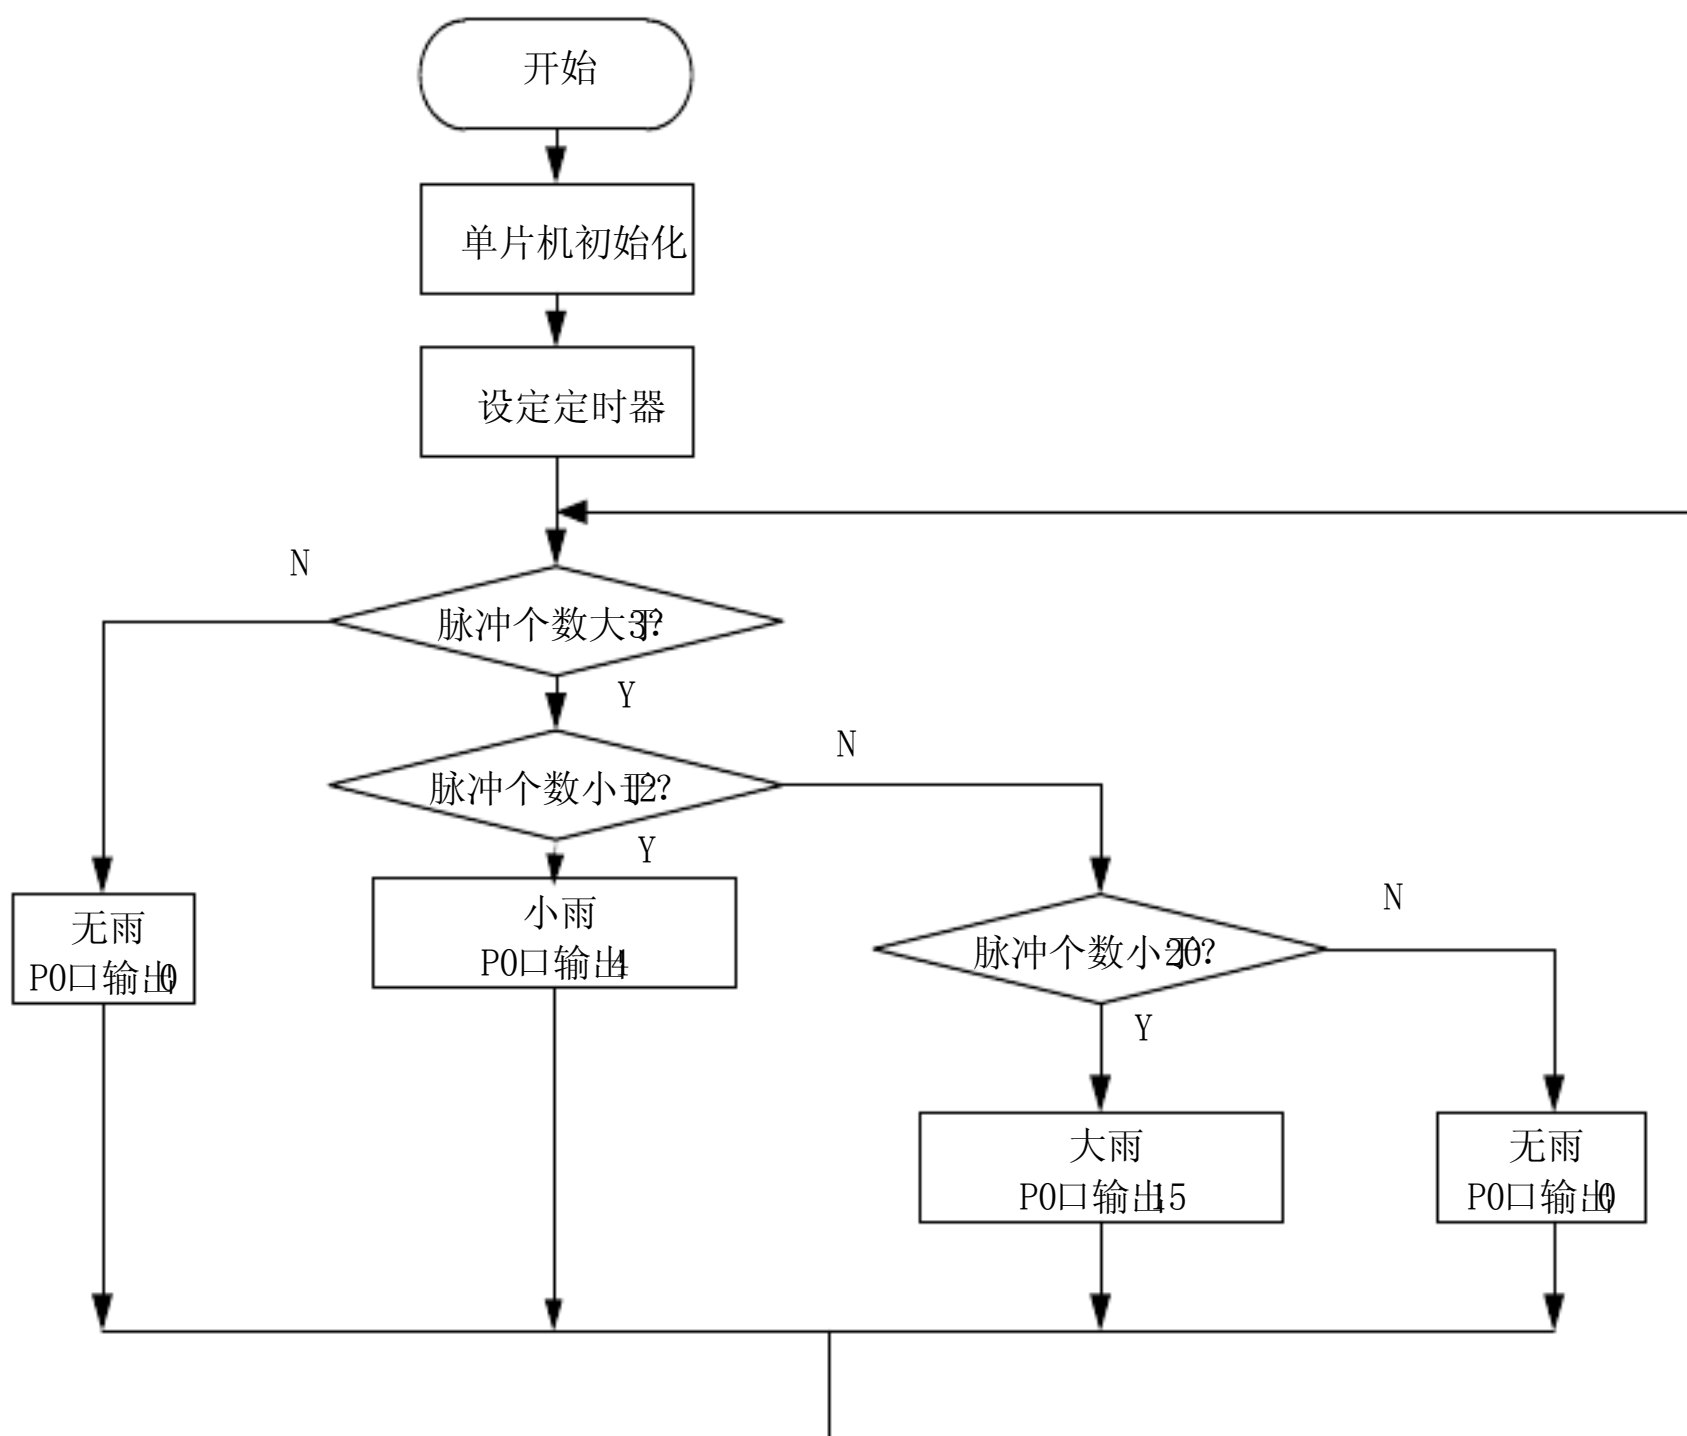 开始
单片机初始化
设定定时器
N
脉冲个数大于3?
Y
N
脉冲个数小于12?
Y
无雨
P0口输出0
小雨
P0口输出4
N
脉冲个数小于20?
Y
大雨
P0口输出15
无雨
P0口输出0